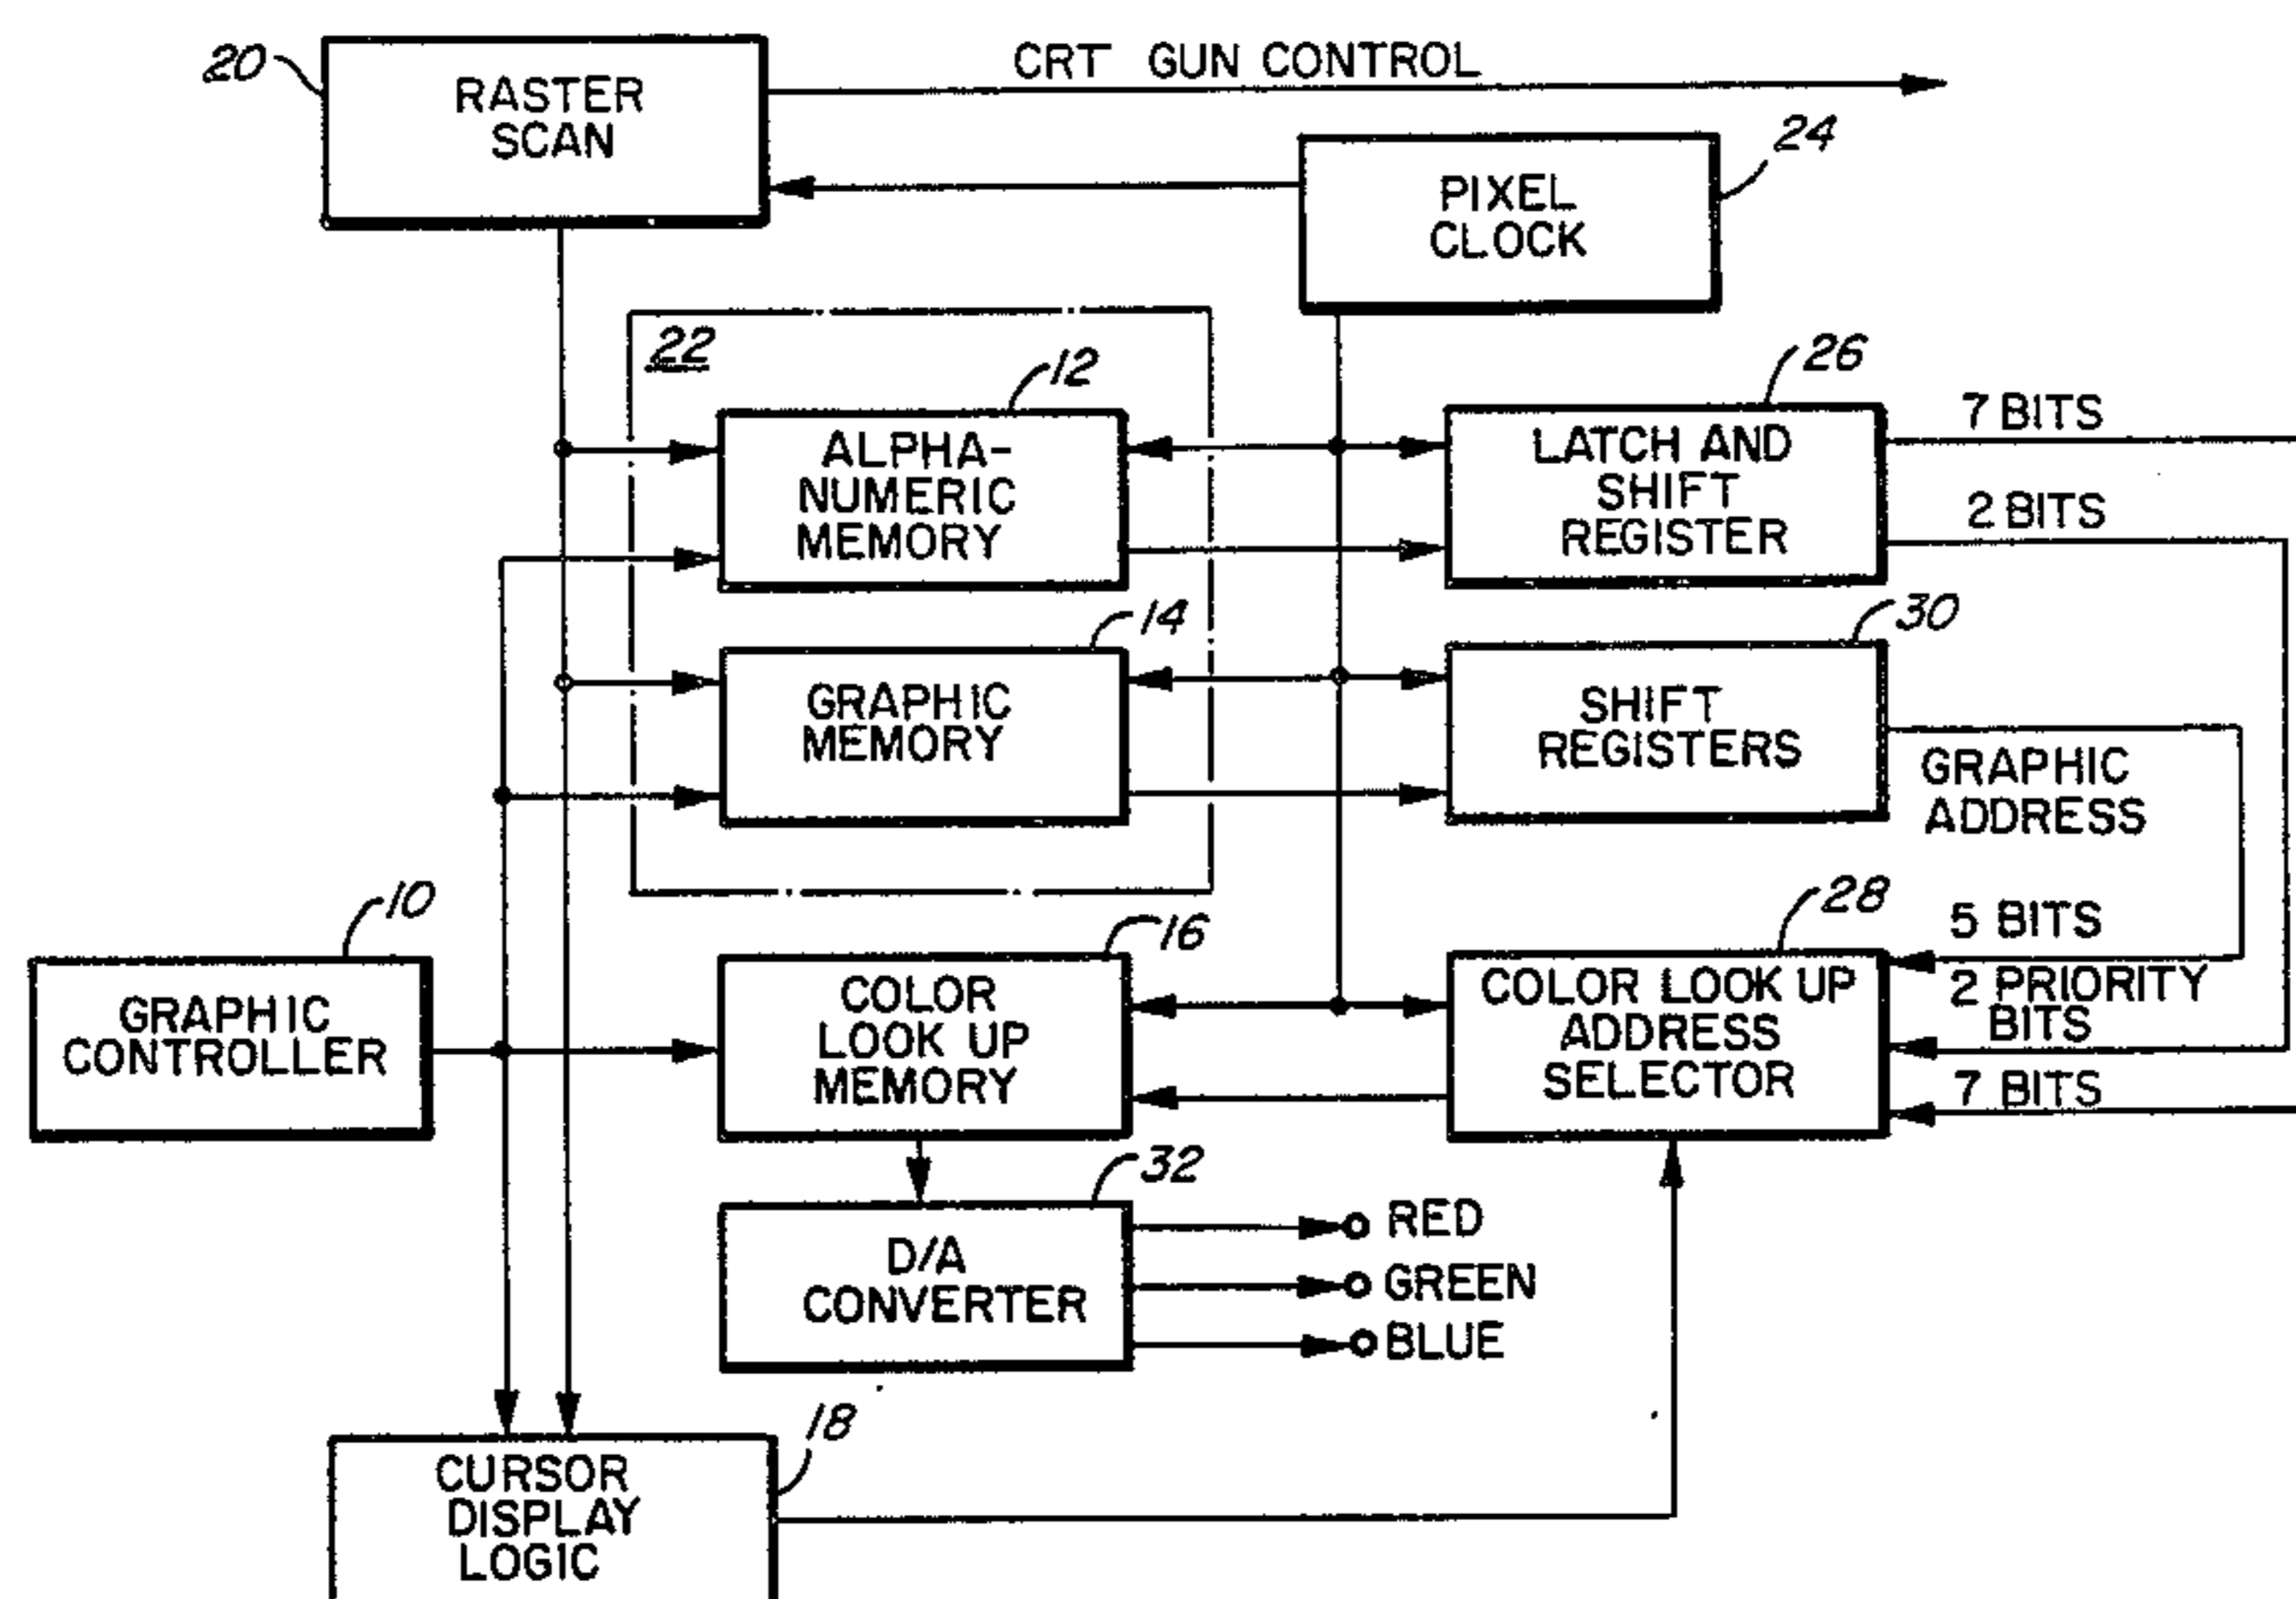 20
RASTER
SCAN
CRT GUN CONTROL
24
PIXEL
CLOCK
22
12
ALPHA-
NUMERIC
MEMORY
26
LATCH AND
SHIFT
REGISTER
7 BITS
2 BITS
14
GRAPHIC
MEMORY
30
SHIFT
REGISTERS
GRAPHIC
ADDRESS
10
GRAPHIC
CONTROLLER
16
COLOR
LOOK UP
MEMORY
28
COLOR LOOK UP
ADDRESS
SELECTOR
5 BITS
2 PRIORITY
BITS
7 BITS
32
D/A
CONVERTER
RED
GREEN
BLUE
18
CURSOR
DISPLAY
LOGIC